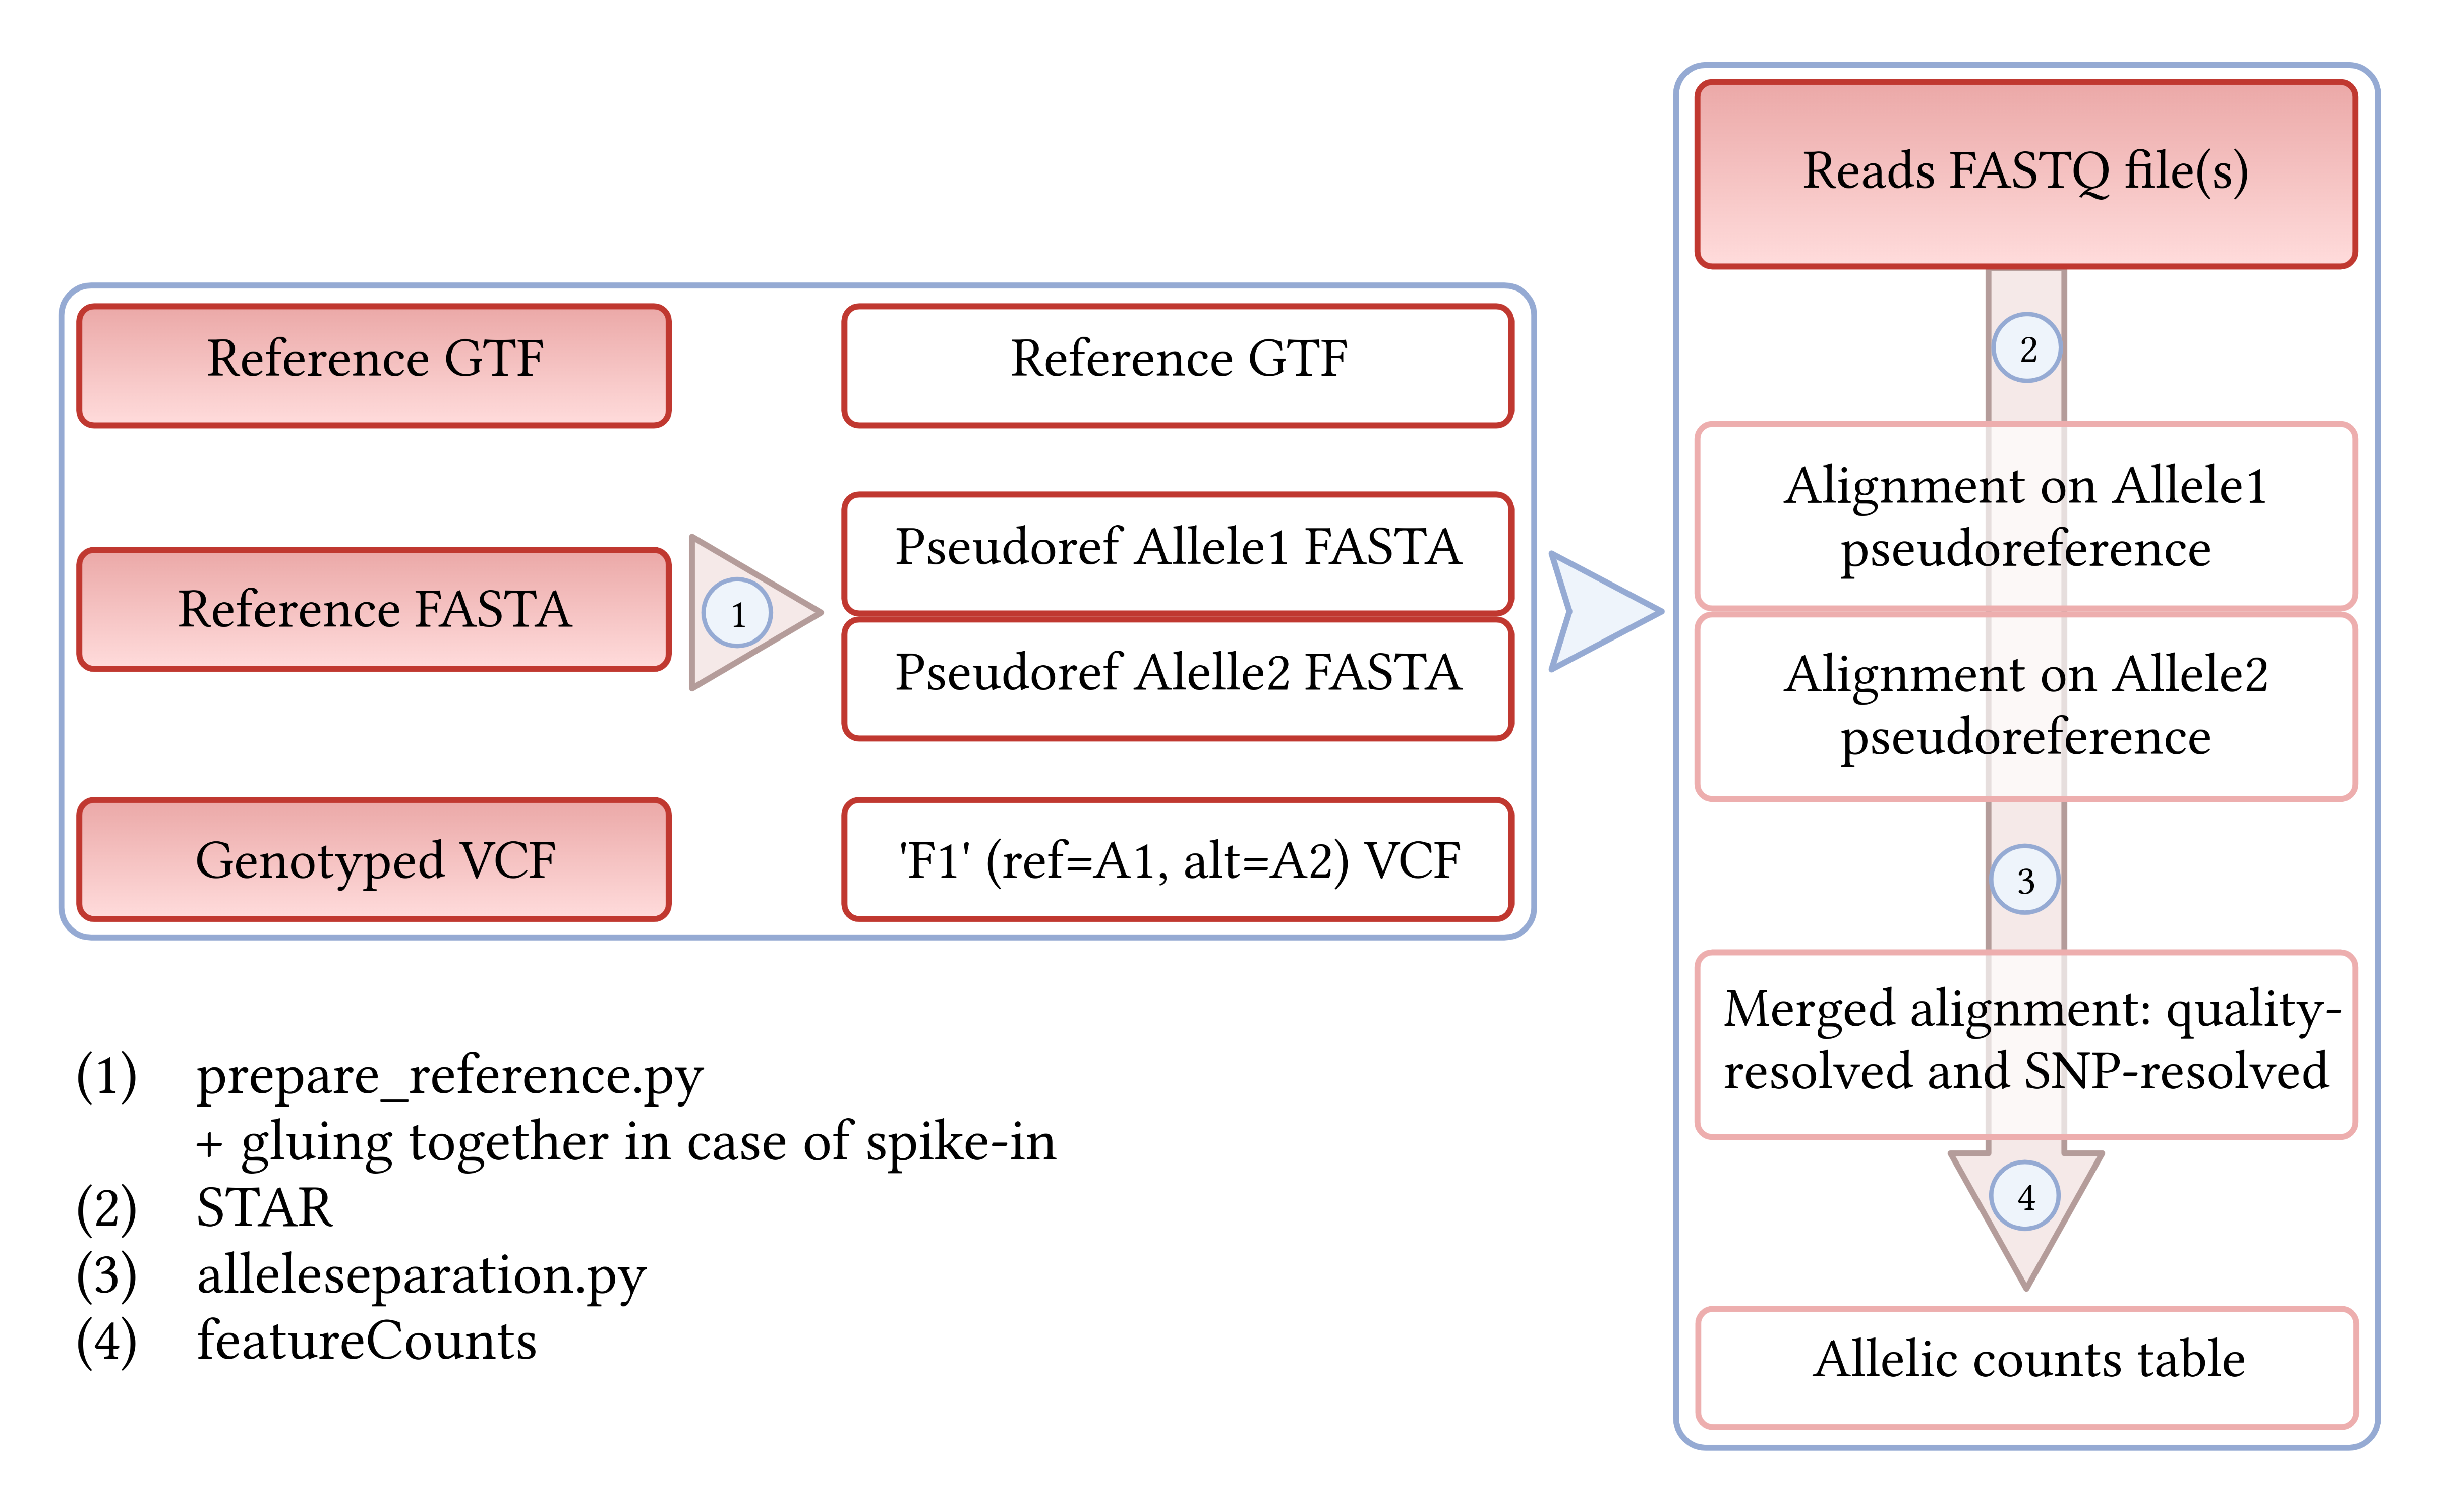 Reference GTF
Reference FASTA
Genotyped VCF
1
Reference GTF
Pseudoref Allele1 FASTA
Pseudoref Alelle2 FASTA
'F1' (ref=A1, alt=A2) VCF
Reads FASTQ file(s)
2
Alignment on Allele1
pseudoreference
Alignment on Allele2
pseudoreference
3
Merged alignment: quality-
resolved and SNP-resolved
4
Allelic counts table
(1) prepare_reference.py
+ gluing together in case of spike-in
(2) STAR
(3) alleleseparation.py
(4) featureCounts